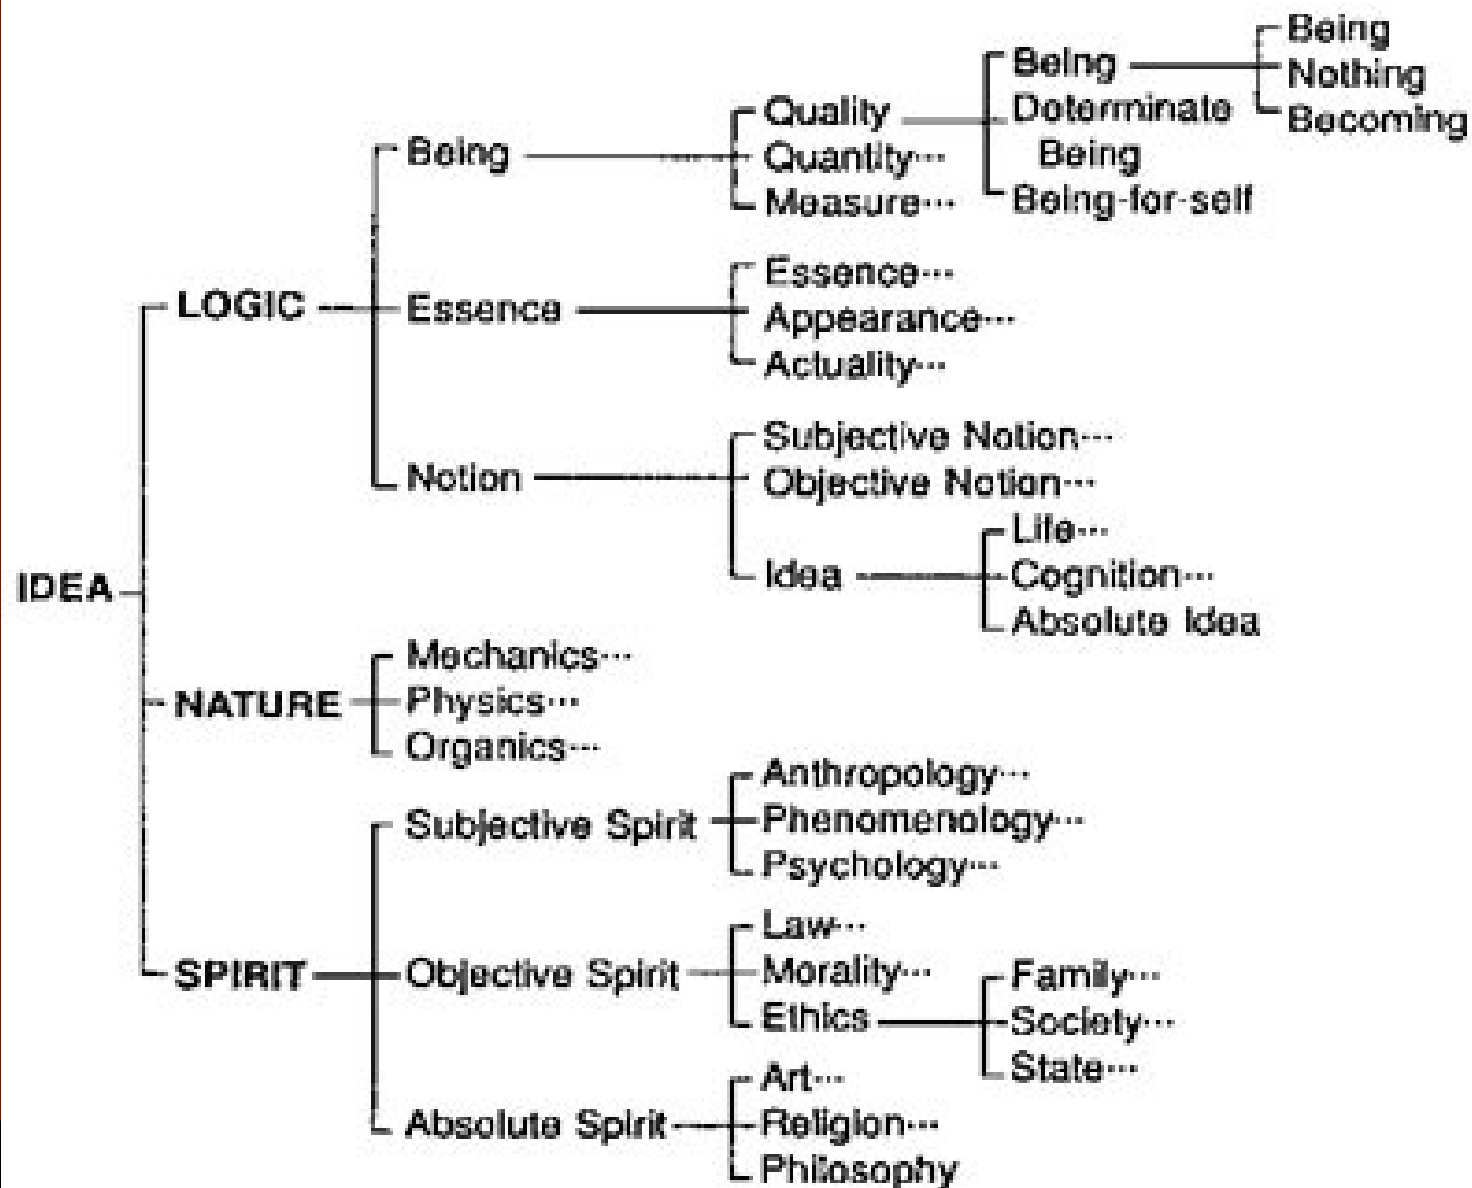 Being
Being
Nothing
Quality
Determinate
Becoming
Being
Quantity···
Being
Measure···
Being-for-self
Essence···
LOGIC
Essence
Appearance···
Actuality···
Subjective Notion···
Notion
Objective Notion···
Life···
IDEA
Idea
Cognition···
Absolute Idea
Mechanics···
NATURE
Physics···
Organics···
Anthropology···
Subjective Spirit
Phenomenology···
Psychology···
Law···
SPIRIT
Objective Spirit
Morality···
Family···
Ethics
Society···
State···
Art···
Absolute Spirit
Religion···
Philosophy